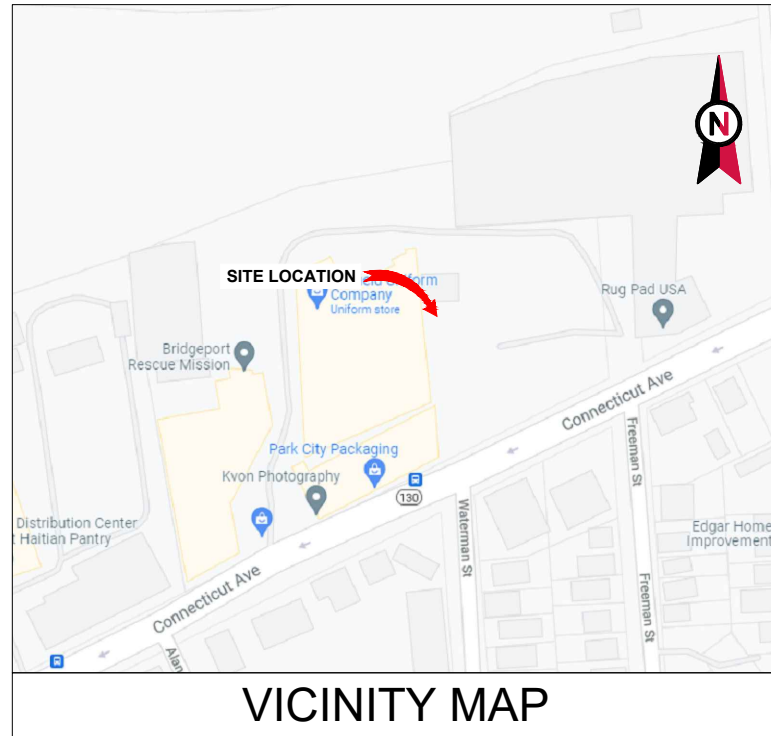 N
SITE LOCATION
Uniform
Company
Uniform store
Rug Pad USA
Bridgeport
Rescue Mission
Connecticut Ave
Freeman St
Park City Packaging
Kvon Photography
130
Waterman St
Distribution Center
Haitian Pantry
Edgar Home
Improvement
Connecticut Ave
Freeman St
VICINITY MAP